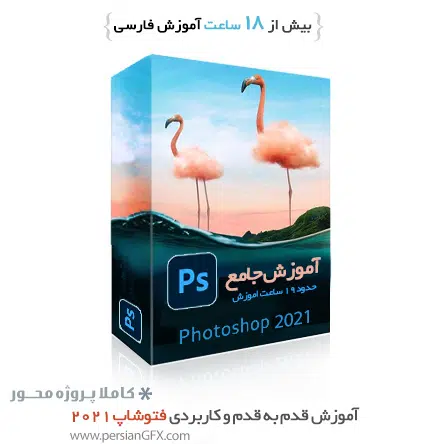 { بیش از ۱۸ ساعت آموزش فارسی }
آموزش جامع
حدود ۱۹ ساعت آموزش
Ps
Photoshop 2021
Ps
* کاملا پروژه محور
آموزش قدم به قدم و کاربردی فتوشاپ ۲۰۲۱
www.persianGFX.com